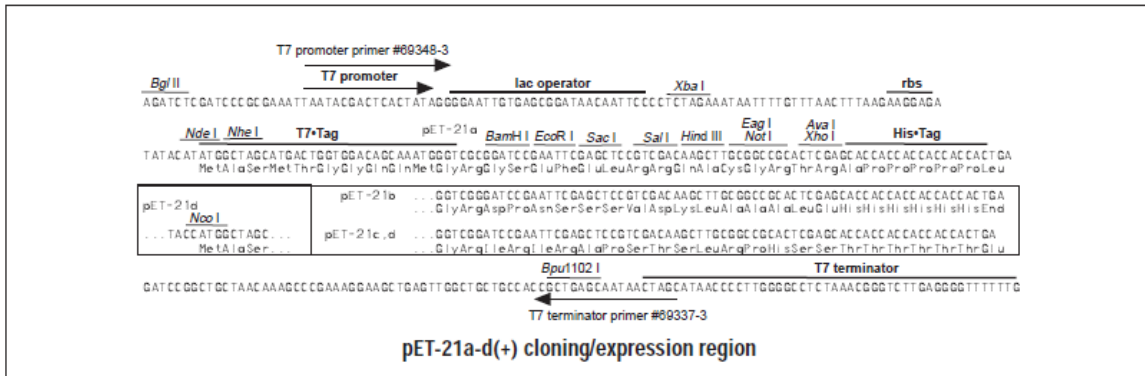 T7 promoter primer #69348-3
Bgl II T7 promoter lac operator Xba I rbs
AGATCTCGATCCCGCGAAATTAATACGACTCACTATAGGGGAATTGTGAGCGGATAACAATTCCCCTCTAGAAATAATTTTGTTTAACTTTAAGAAGGAGA
Nde I Nhe I T7•Tag pET-21a BamH I EcoR I Sac I Sal I Hind III Eag I Not I Ava I Xho I His•Tag
TATACATATGGCTAGCATGACTGGTGGACAGCAAATGGGTCGCGGATCCGAATTCGAGCTCCGTCGACAAGCTTGCGGCCGCACTCGAGCACCACCACCACCACCACTGA
MetAlaSerMetThrGlyGlyGlnGlnMetGlyArgGlySerGluPheGluLeuArgArgGlnAlaCysGlyArgThrArgAlaProProProProProLeu
pET-21d
Nco I
...TACCATGGCTAGC...
MetAlaSer...
pET-21b ...GGTCGGGATCCGAATTCGAGCTCCGTCGACAAGCTTGCGGCCGCACTCGAGCACCACCACCACCACCACTGA
...GlyArgAspProAsnSerSerSerValAspLysLeuAlaAlaAlaLeuGluHisHisHisHisHisHisEnd
pET-21c,d ...GGTCGGATCCGAATTCGAGCTCCGTCGACAAGCTTGCGGCCGCACTCGAGCACCACCACCACCACCACTGA
...GlyArgIleArgIleArgAlaProSerThrSerLeuArgProHisSerSerThrThrThrThrThrThrGlu
Bpu1102 I T7 terminator
GATCCGGCTGCTAACAAAGCCCGAAAGGAAGCTGAGTTGGCTGCTGCCACCGCTGAGCAATAACTAGCATAACCCCTTGGGGCCTCTAAACGGGTCTTGAGGGGTTTTTTG
T7 terminator primer #69337-3
pET-21a-d(+) cloning/expression region